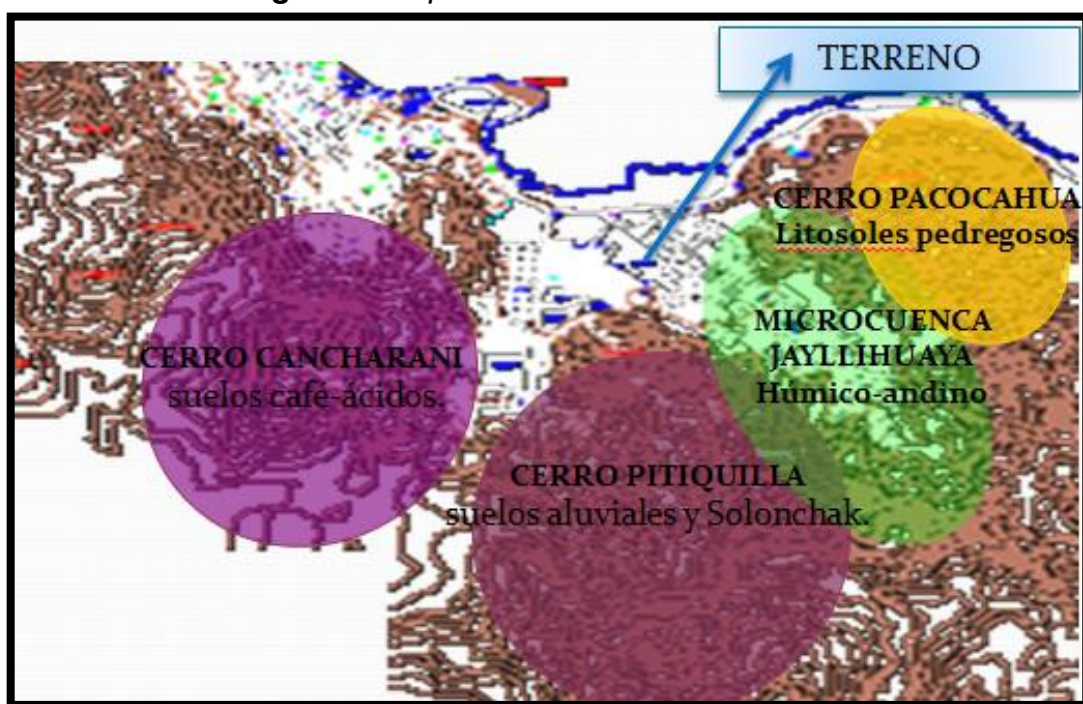 TERRENO
CERRO PACOCAHUA
Litosoles pedregosos
MICROCUENCA
JAYLLIHUAYA
Húmico-andino
CERRO CANCHARANI
suelos café-ácidos.
CERRO PITIQUILLA
suelos aluviales y Solonchak.